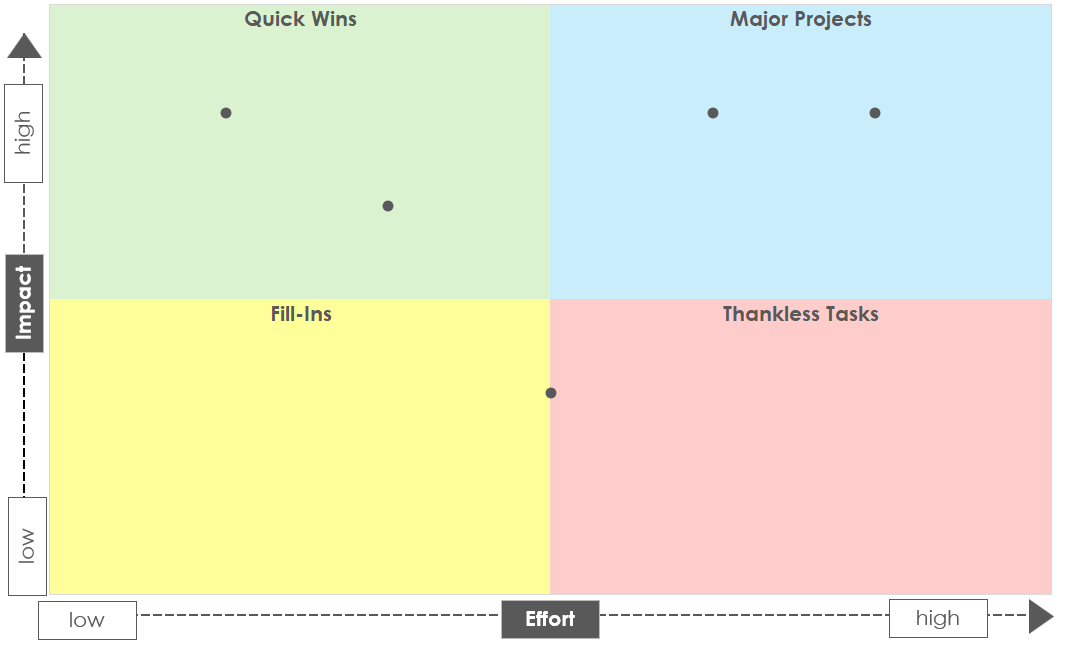 Quick Wins
Major Projects
high
Impact
Fill-Ins
Thankless Tasks
low
low
Effort
high